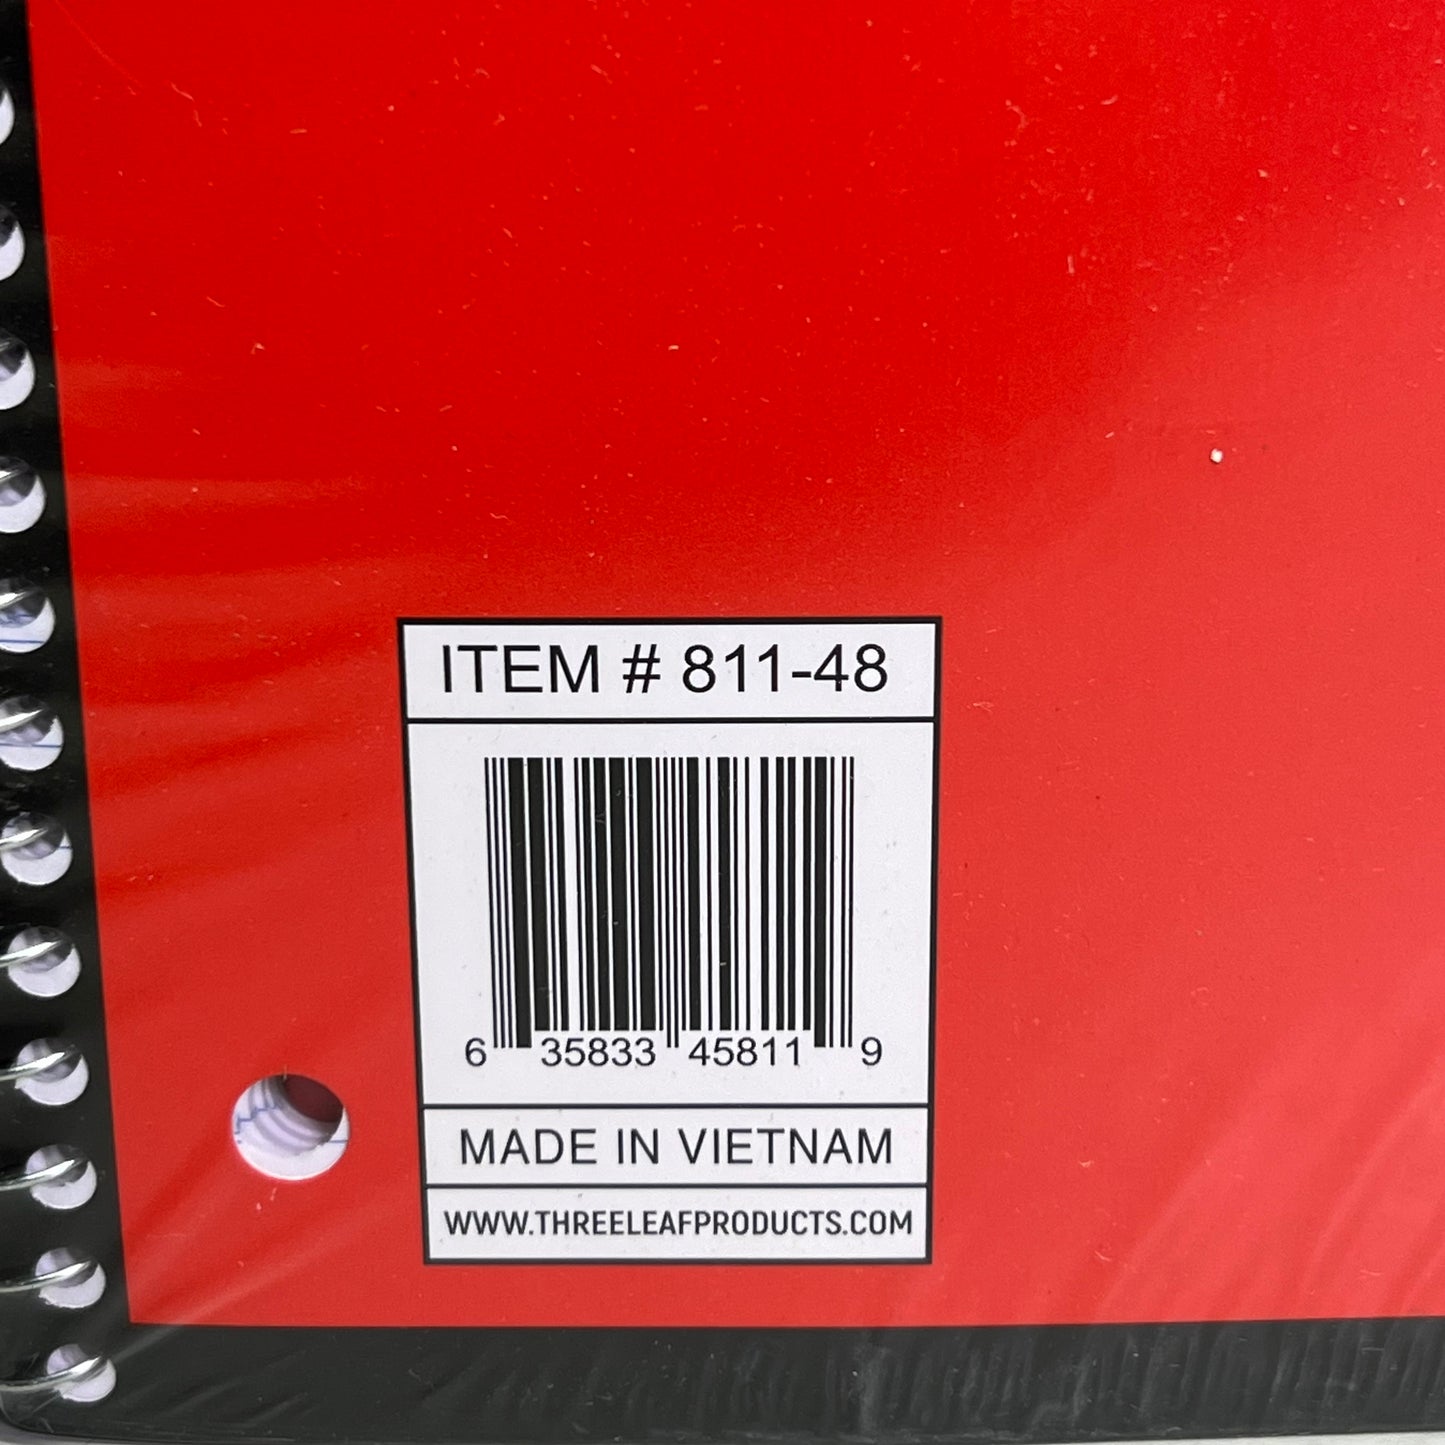 ITEM # 811-48
6 35833 45811 9
MADE IN VIETNAM
WWW.THREELEAFPRODUCTS.COM